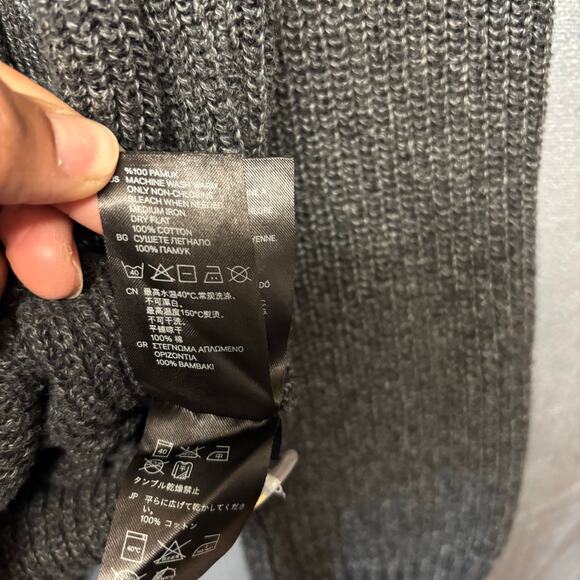 %100 PAMUK
US MACHINE WASH WARM
ONLY NON-CHLORINE
BLEACH WHEN NEEDED
MEDIUM IRON
DRY FLAT
100% COTTON
BG СУШЕТЕ ЛЕГНАЛО
100% ПАМУК
40
CN 最高水温40°C,常规洗涤。
不可漂白。
最高温度150°C熨烫。
不可干洗。
平铺晾干
100% 棉
GR ΣΤΕΓΝΩΜΑ ΑΠΛΩΜΕΝΟ
ΟΡΙΖΟΝΤΙΑ
100% ΒΑΜΒΑΚΙ
40
中
タンブル乾燥禁止
JP 平らに広げて乾かしてくださ
い。
100% コットン
40℃